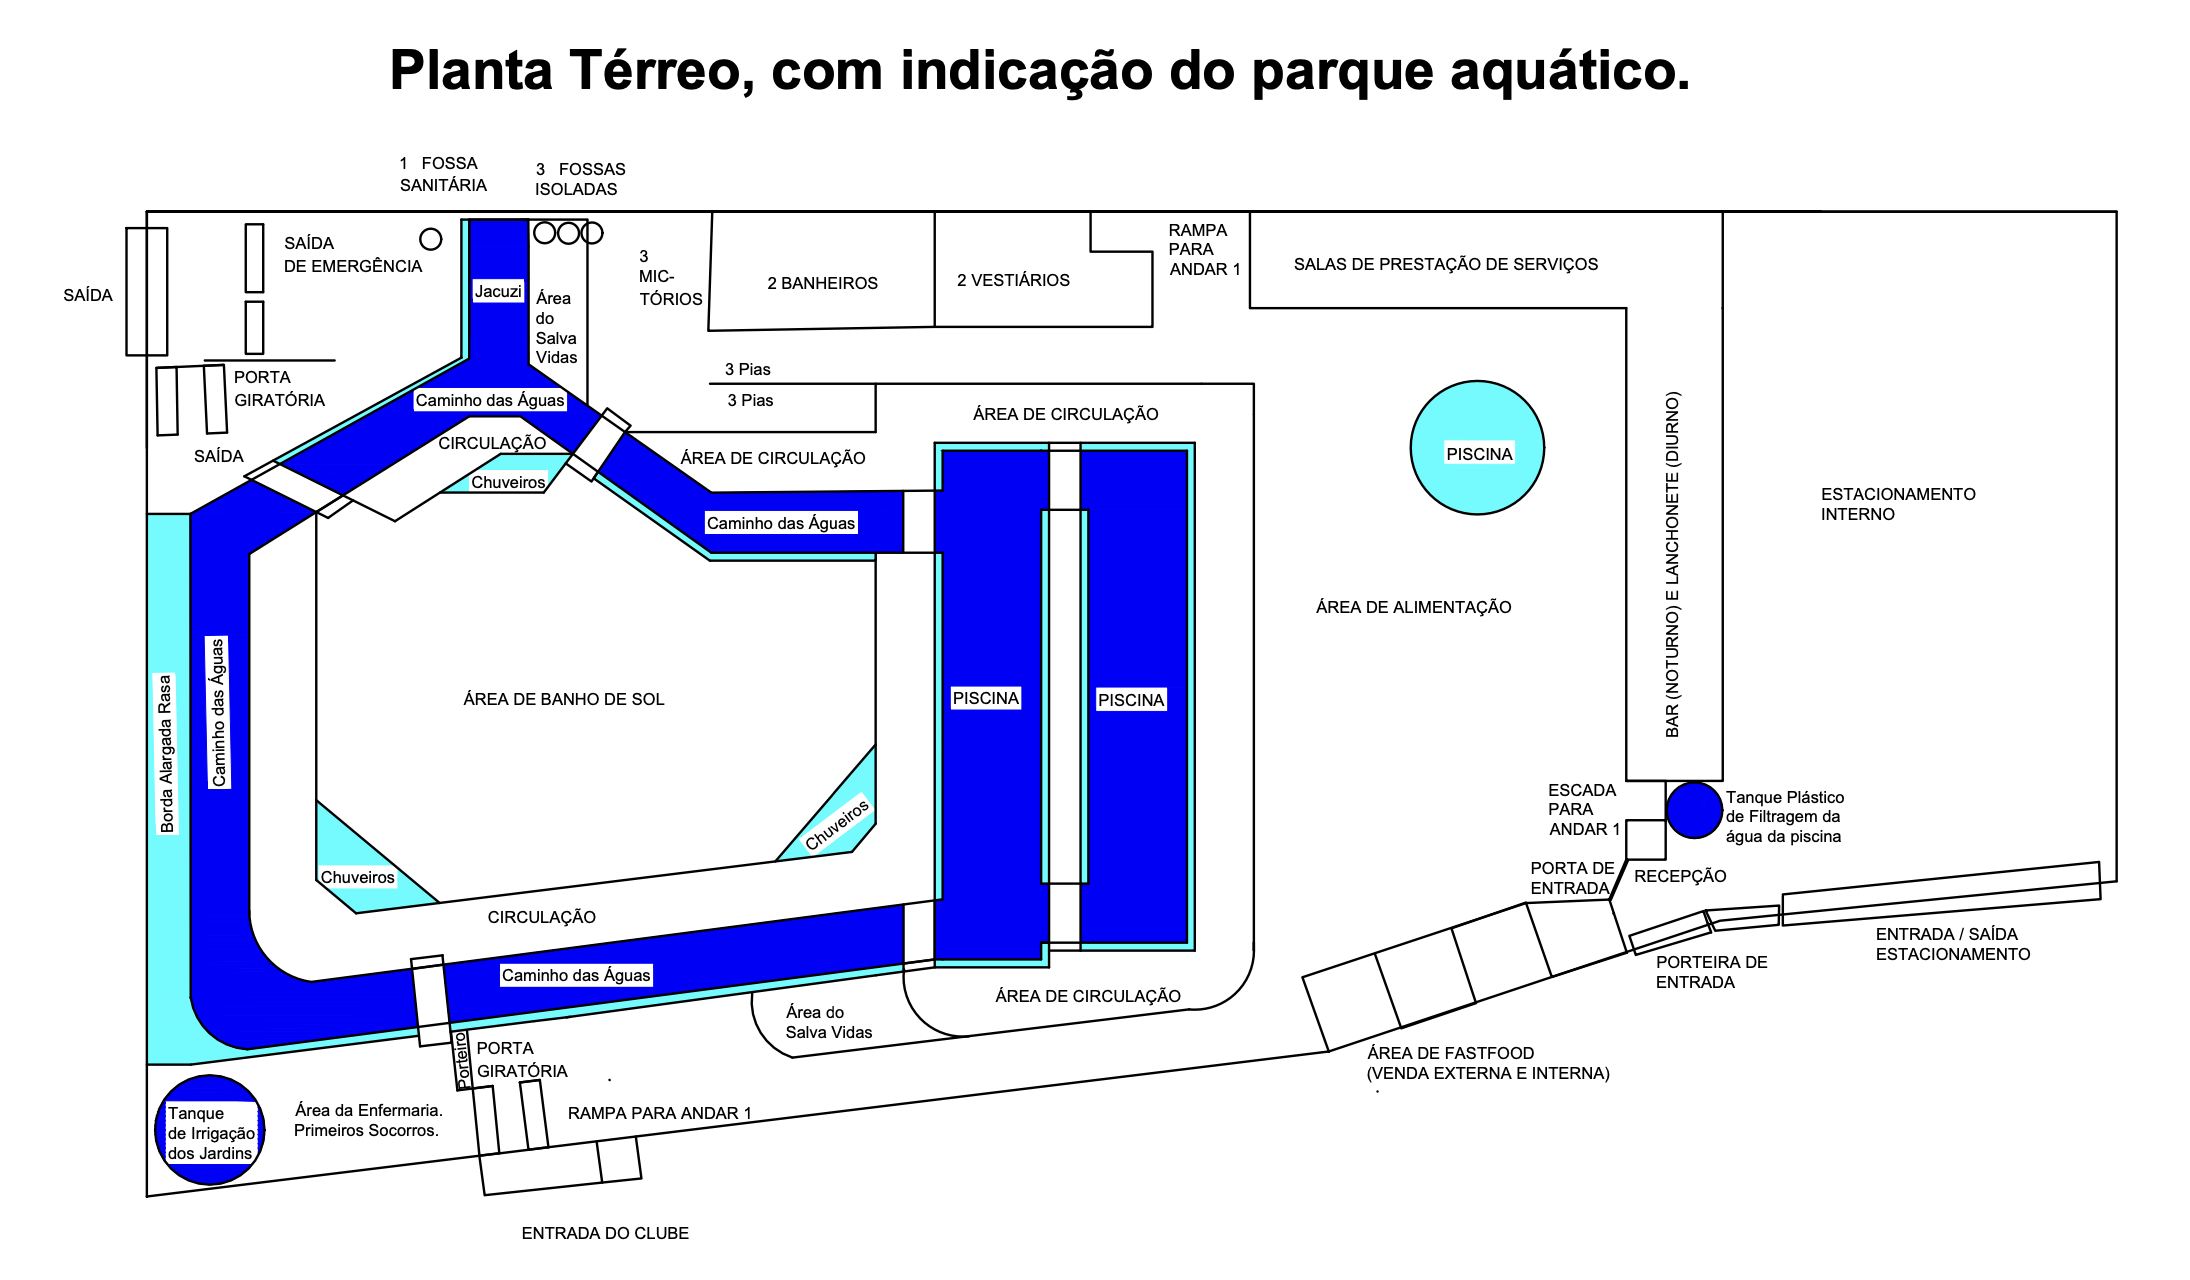 Planta Térreo, com indicação do parque aquático.
1 FOSSA
SANITÁRIA
3 FOSSAS
ISOLADAS
SAÍDA
SAÍDA
DE EMERGÊNCIA
Jacuzi
Área
do
Salva
Vidas
3
MIC-
TÓRIOS
2 BANHEIROS
2 VESTIÁRIOS
RAMPA
PARA
ANDAR 1
SALAS DE PRESTAÇÃO DE SERVIÇOS
PORTA
GIRATÓRIA
SAÍDA
Caminho das Águas
CIRCULAÇÃO
Chuveiros
3 Pias
3 Pias
ÁREA DE CIRCULAÇÃO
ÁREA DE CIRCULAÇÃO
Caminho das Águas
PISCINA
BAR (NOTURNO) E LANCHONETE (DIURNO)
ESTACIONAMENTO
INTERNO
ÁREA DE ALIMENTAÇÃO
Borda Alargada Rasa
Caminho das Águas
ÁREA DE BANHO DE SOL
PISCINA
PISCINA
Chuveiros
Chuveiros
CIRCULAÇÃO
Caminho das Águas
ESCADA
PARA
ANDAR 1
Tanque Plástico
de Filtragem da
água da piscina
PORTA DE
ENTRADA
RECEPÇÃO
ENTRADA / SAÍDA
ESTACIONAMENTO
PORTEIRA DE
ENTRADA
ÁREA DE CIRCULAÇÃO
Área do
Salva Vidas
Porteiro
PORTA
GIRATÓRIA
ÁREA DE FASTFOOD
(VENDA EXTERNA E INTERNA)
Tanque
de Irrigação
dos Jardins
Área da Enfermaria.
Primeiros Socorros.
RAMPA PARA ANDAR 1
ENTRADA DO CLUBE